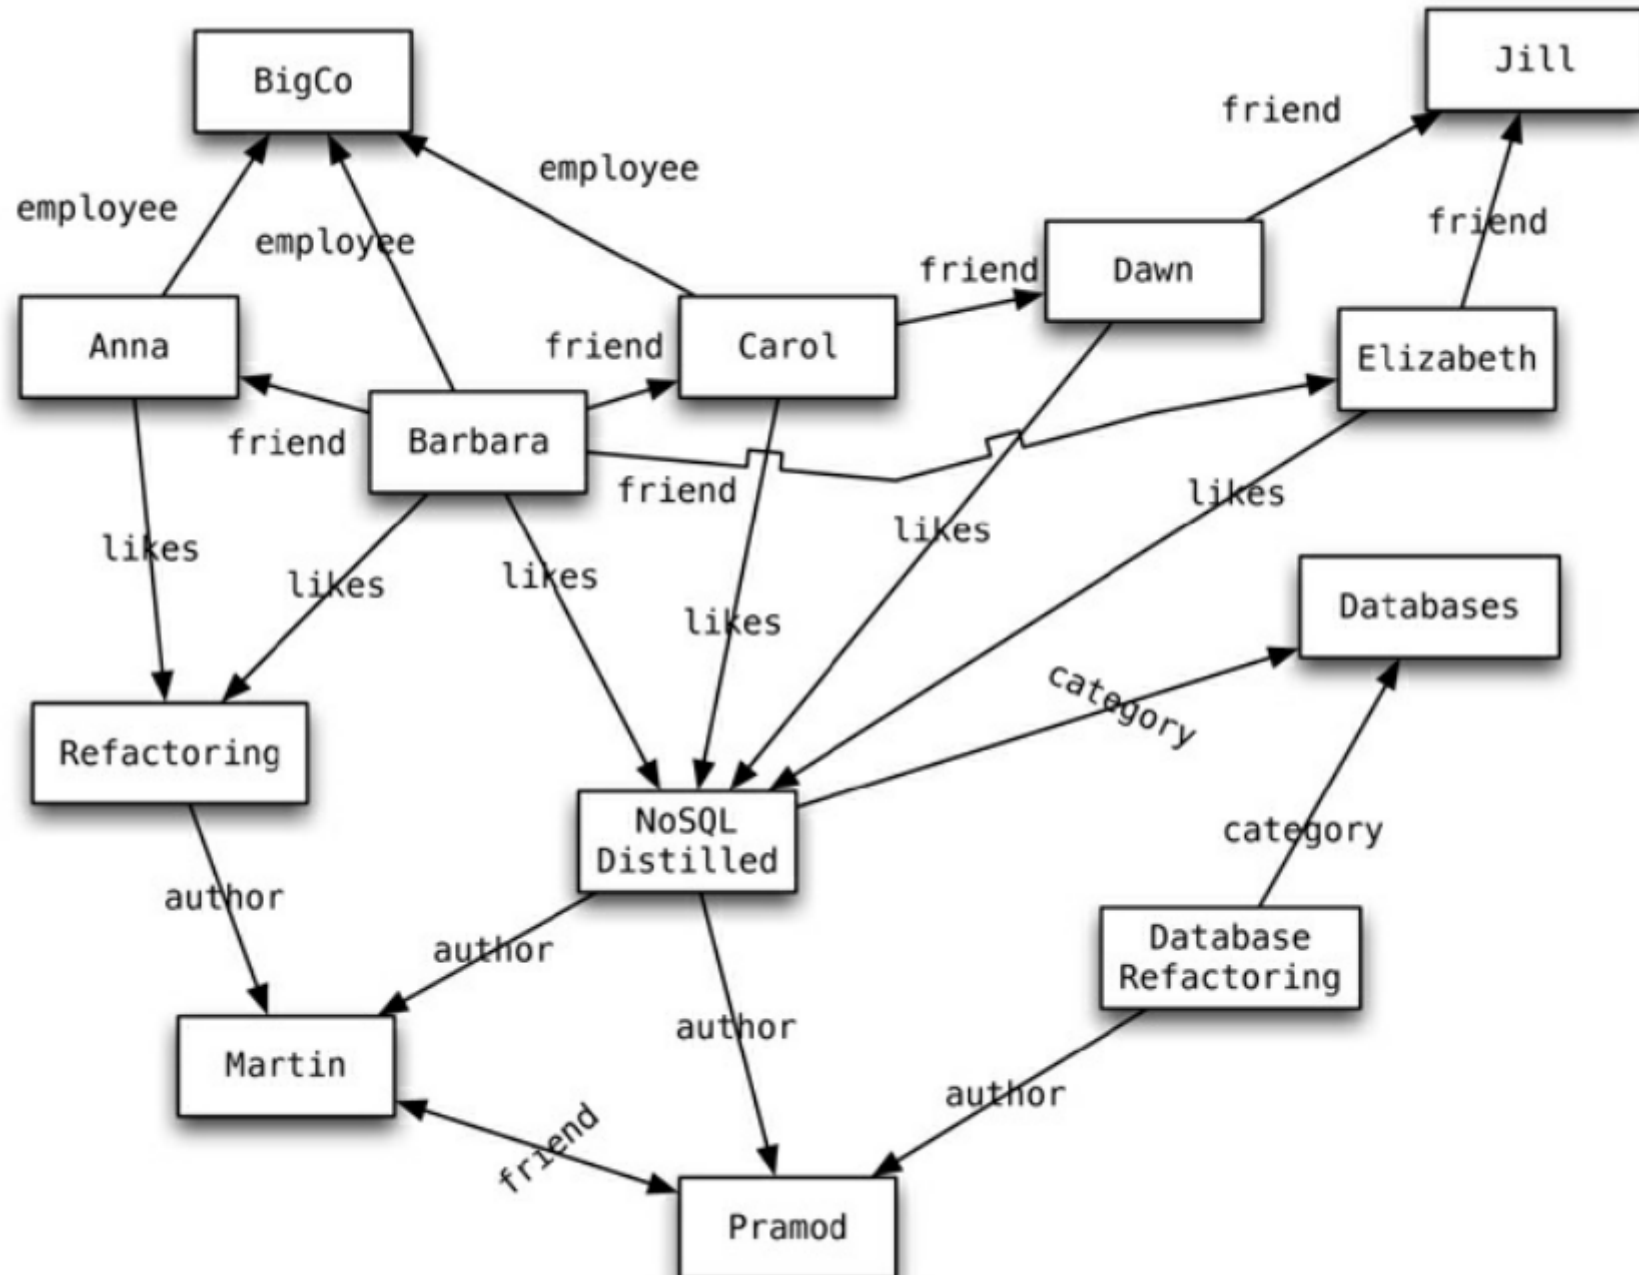 BigCo
Jill
friend
employee
employee
friend
employee
friend
Dawn
Anna
friend
Carol
Elizabeth
friend
Barbara
friend
likes
likes
likes
likes
likes
likes
Databases
category
Refactoring
NoSQL
Distilled
category
author
author
Database
Refactoring
author
Martin
author
friend
Pramod